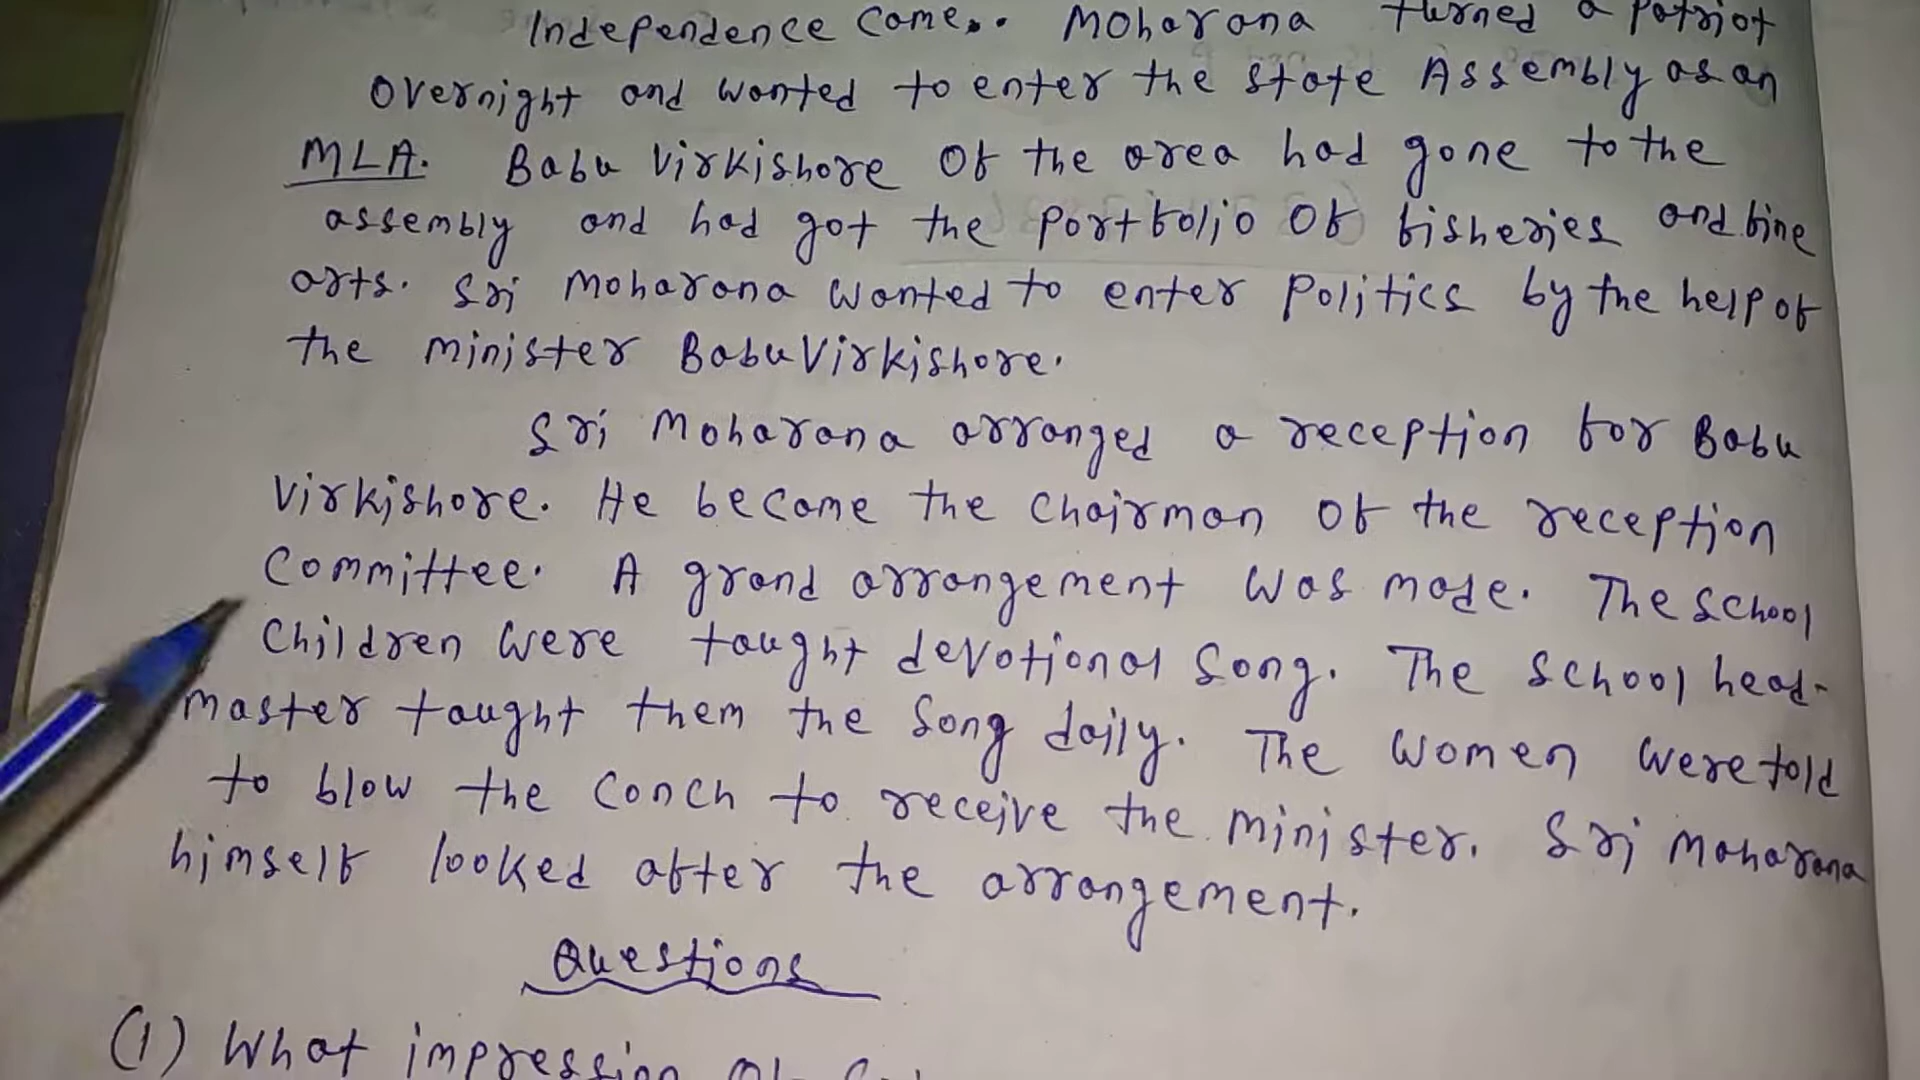 Independence came. Moharana turned a patriot
overnight and wanted to enter the state Assembly as an
MLA. Babu Virkishore of the area had gone to the
assembly and had got the portfolio of fisheries and fine
arts. Sri Moharana wanted to enter politics by the help of
the minister Babu Virkishore.
Sri Moharana arranged a reception for Babu
Virkishore. He became the chairman of the reception
Committee. A grand arrangement was made. The school
children were taught devotional song. The school head-
master taught them the song daily. The women were told
to blow the conch to receive the minister. Sri Moharana
himself looked after the arrangement.
Questions
(1) What impression of